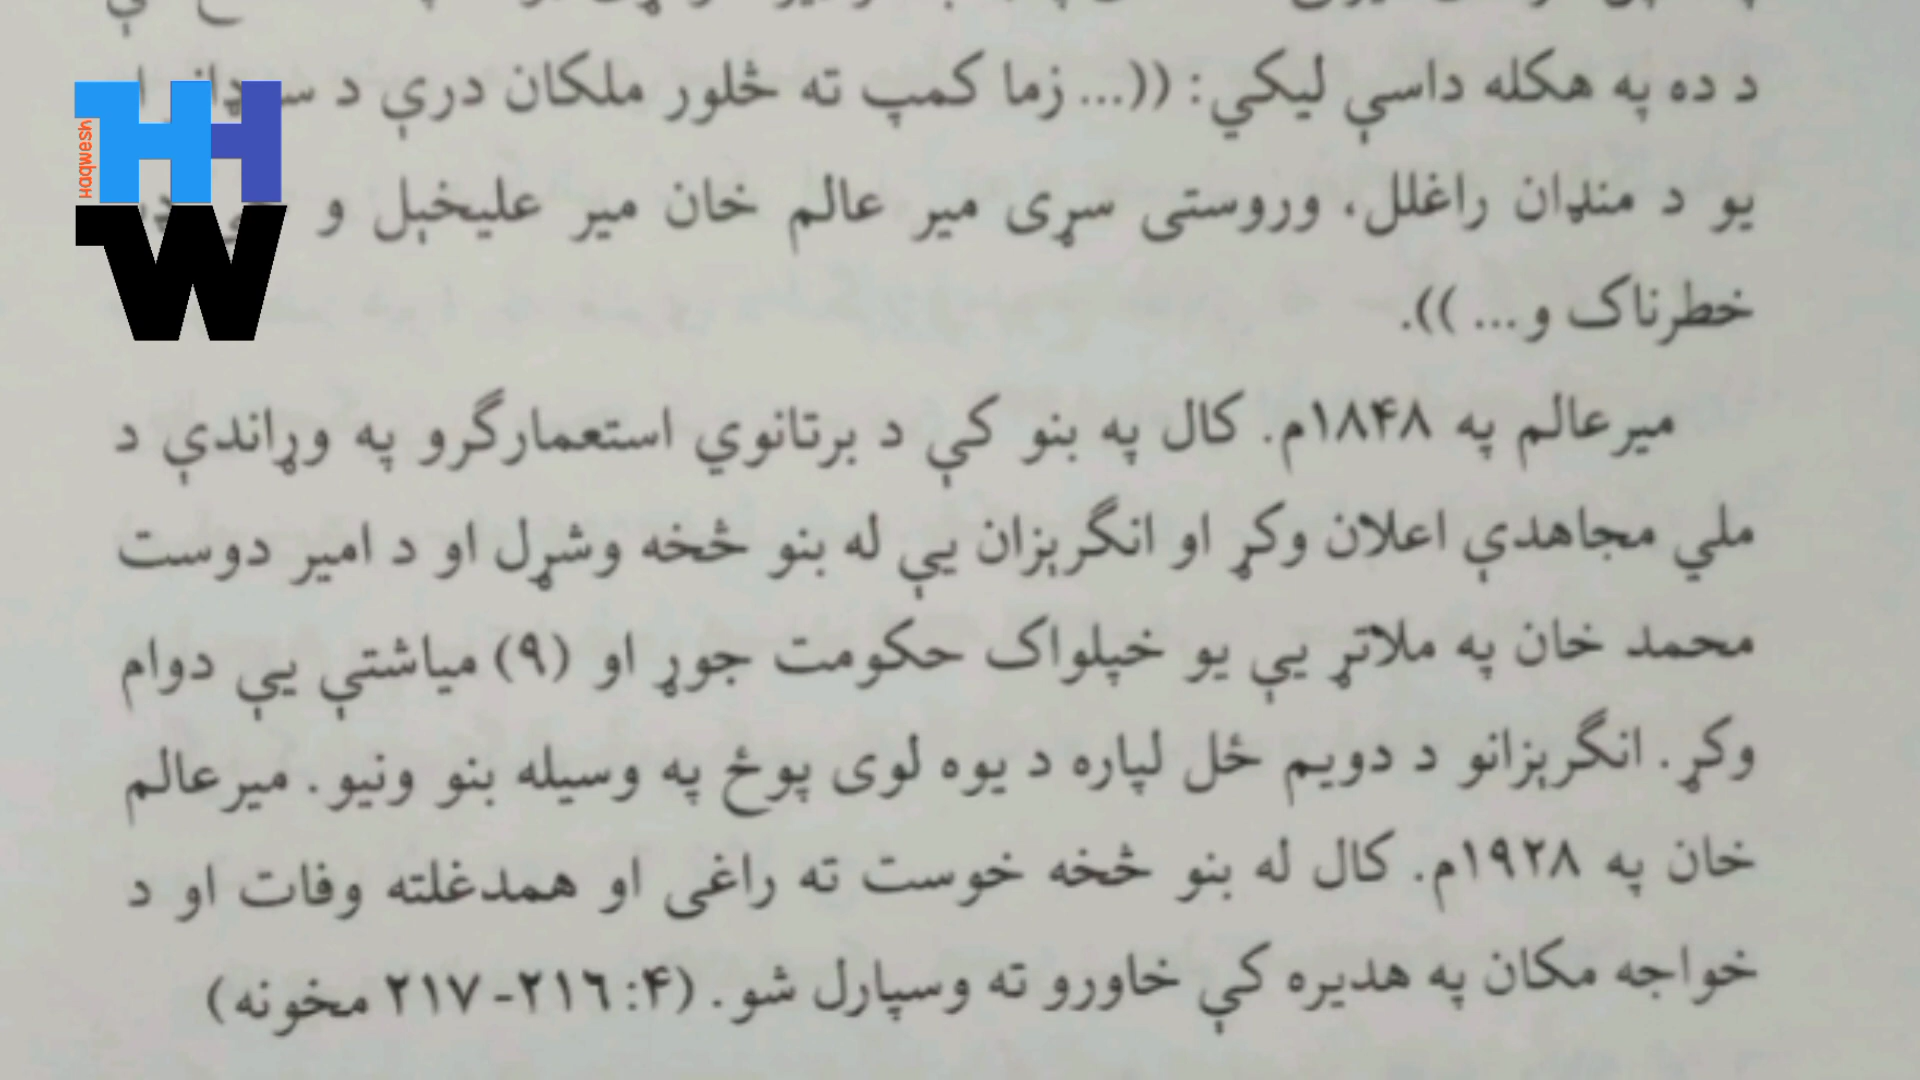 د ده په هکله داسې لیکي: ((... زما کمپ ته څلور ملکان درې د
یو د منډان راغلل، وروستی سړی میر عالم خان میر علیخېل و
خطرناک و... )).
میرعالم په ۱۸۴۸م. کال په بنو کې د برتانوي استعمارګرو په وړاندې د
ملي مجاهدې اعلان وکړ او انگرېزان یې له بنو څخه وشړل او د امیر دوست
محمد خان په ملاتړ یې یو خپلواک حکومت جوړ او (۹) میاشتې یې دوام
وکړ. انگرېزانو د دویم ځل لپاره د یوه لوی پوځ په وسیله بنو ونیو. میرعالم
خان په ۱۹۲۸م. کال له بنو څخه خوست ته راغی او همدغلته وفات او د
خواجه مکان په هدیره کې خاورو ته وسپارل شو. (۴: ۲۱٦- ۲۱۷ مخونه)
HH
Haqwesh
W